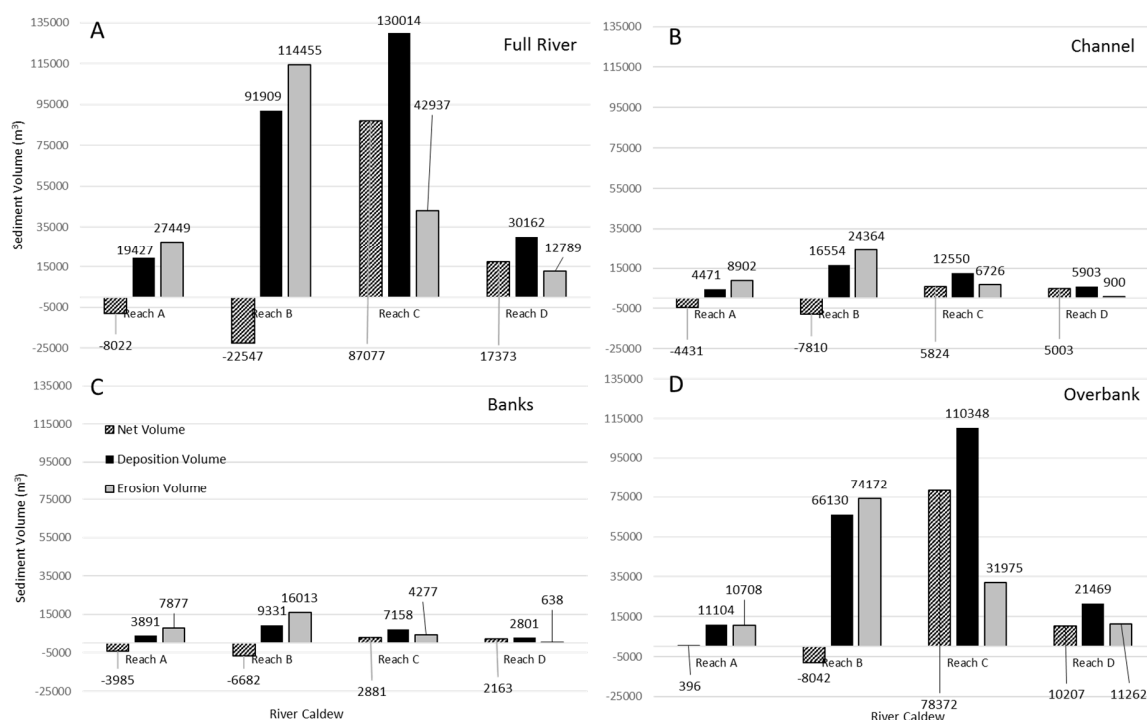 A
Full River
Sediment Volume (m³)
135000
115000
95000
75000
55000
35000
15000
-5000
-25000
19427
27449
91909
114455
130014
42937
30162
12789
Reach A
Reach B
Reach C
Reach D
-8022
-22547
87077
17373
B
Channel
135000
115000
95000
75000
55000
35000
15000
-5000
-25000
4471
8902
16554
24364
12550
6726
5903
900
Reach A
Reach B
Reach C
Reach D
-4431
-7810
5824
5003
C
Banks
Sediment Volume (m³)
135000
115000
95000
75000
55000
35000
15000
-5000
-25000
Net Volume
Deposition Volume
Erosion Volume
3891
7877
9331
16013
7158
4277
2801
638
Reach A
Reach B
Reach C
Reach D
-3985
-6682
2881
2163
River Caldew
D
Overbank
135000
115000
95000
75000
55000
35000
15000
-5000
-25000
11104
10708
66130
74172
110348
31975
21469
Reach A
Reach B
Reach C
Reach D
396
-8042
78372
10207
11262
River Caldew